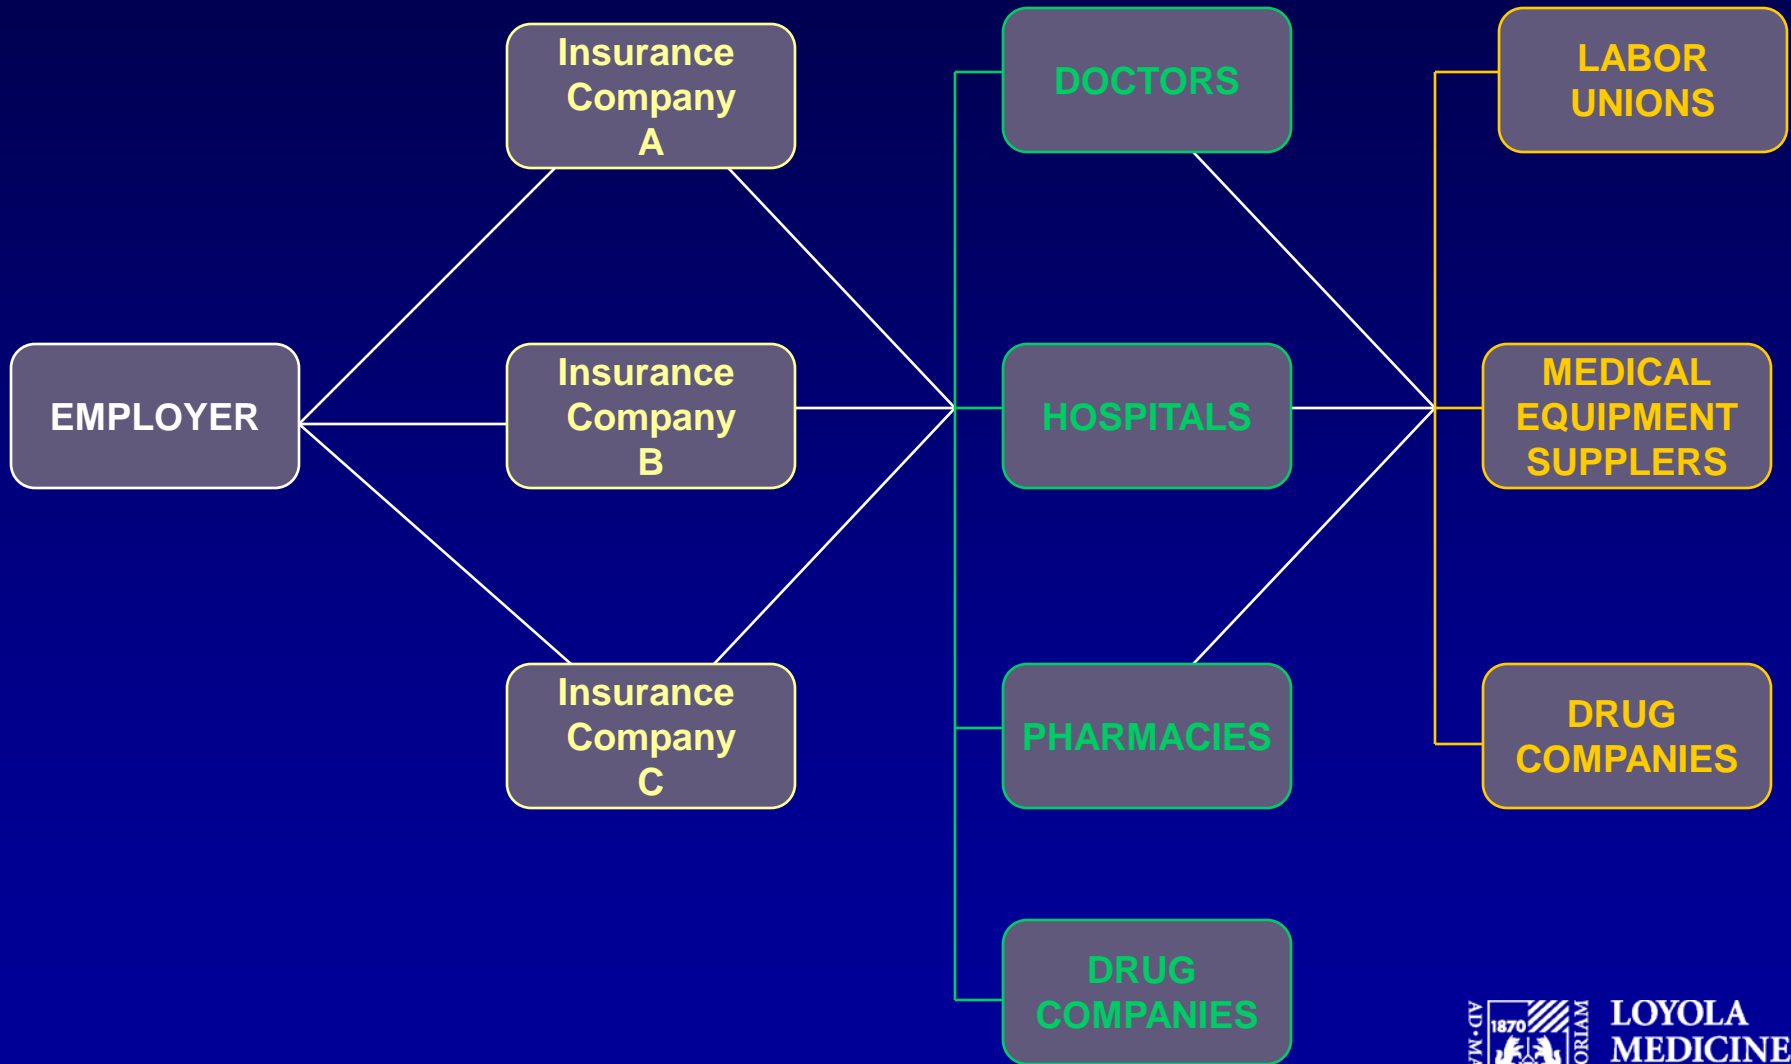 EMPLOYER
Insurance
Company
A
Insurance
Company
B
Insurance
Company
C
DOCTORS
HOSPITALS
PHARMACIES
DRUG
COMPANIES
LABOR
UNIONS
MEDICAL
EQUIPMENT
SUPPLERS
DRUG
COMPANIES
1870
LOYOLA
MEDICINE